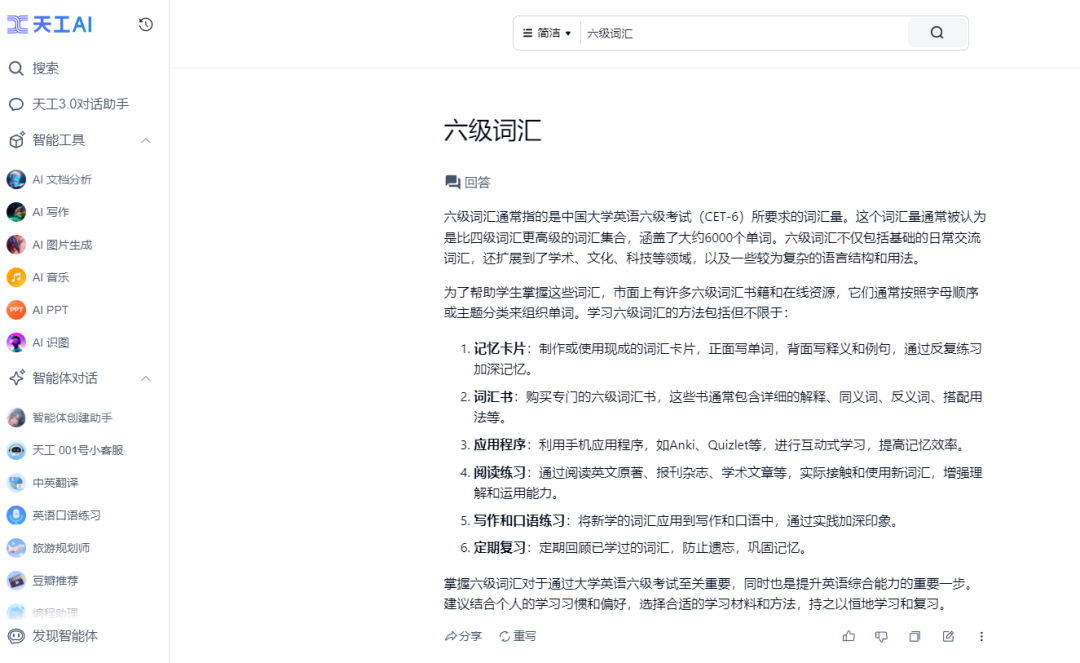 天工AI
搜索
天工3.0对话助手
智能工具
AI 文档分析
AI 写作
AI 图片生成
AI 音乐
PPT
AI PPT
AI 识图
智能体对话
智能体创建助手
天工 001号小客服
中英翻译
英语口语练习
旅游规划师
豆瓣推荐
编程助理
发现智能体
简洁
六级词汇
六级词汇
回答
六级词汇通常指的是中国大学英语六级考试（CET-6）所要求的词汇量。这个词汇量通常被认为
是比四级词汇更高级的词汇集合，涵盖了大约6000个单词。六级词汇不仅包括基础的日常交流
词汇，还扩展到了学术、文化、科技等领域，以及一些较为复杂的语言结构和用法。
为了帮助学生掌握这些词汇，市面上有许多六级词汇书籍和在线资源，它们通常按照字母顺序
或主题分类来组织单词。学习六级词汇的方法包括但不限于：
1. 记忆卡片：制作或使用现成的词汇卡片，正面写单词，背面写释义和例句，通过反复练习
加深记忆。
2. 词汇书：购买专门的六级词汇书，这些书通常包含详细的解释、同义词、反义词、搭配用
法等。
3. 应用程序：利用手机应用程序，如Anki、Quizlet等，进行互动式学习，提高记忆效率。
4. 阅读练习：通过阅读英文原著、报刊杂志、学术文章等，实际接触和使用新词汇，增强理
解和运用能力。
5. 写作和口语练习：将新学的词汇应用到写作和口语中，通过实践加深印象。
6. 定期复习：定期回顾已学过的词汇，防止遗忘，巩固记忆。
掌握六级词汇对于通过大学英语六级考试至关重要，同时也是提升英语综合能力的重要一步。
建议结合个人的学习习惯和偏好，选择合适的学习材料和方法，持之以恒地学习和复习。
分享 重写